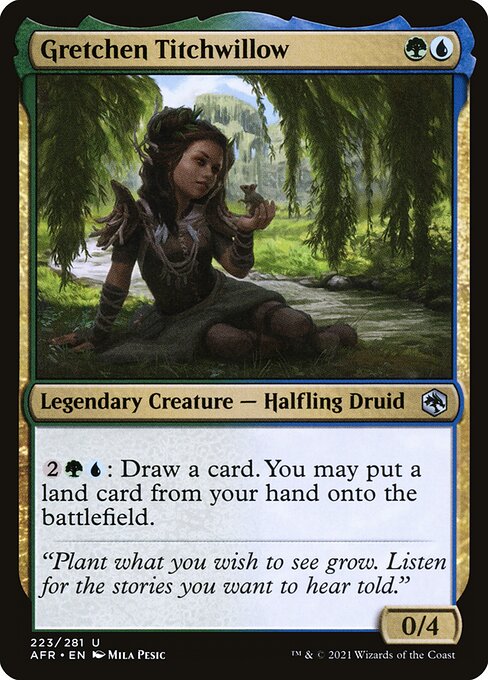 Gretchen Titchwillow
Legendary Creature — Halfling Druid
2: Draw a card. You may put a
land card from your hand onto the
battlefield.
“Plant what you wish to see grow. Listen
for the stories you want to hear told.”
0/4
223/281 U
AFR • EN Mila Pesic
™ & © 2021 Wizards of the Coast